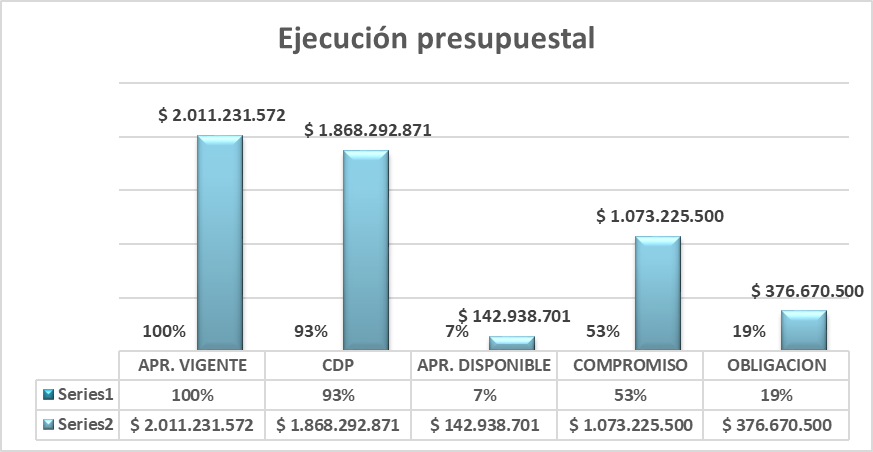 Ejecución presupuestal
$ 2.011.231.572
$ 1.868.292.871
$ 1.073.225.500
$ 376.670.500
$ 142.938.701
100%
93%
7%
53%
19%
APR. VIGENTE CDP APR. DISPONIBLE COMPROMISO OBLIGACION
Series1 100% 93% 7% 53% 19%
Series2 $ 2.011.231.572 $ 1.868.292.871 $ 142.938.701 $ 1.073.225.500 $ 376.670.500